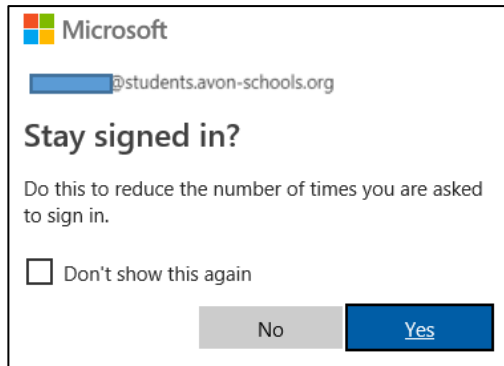 Microsoft
@students.avon-schools.org
Stay signed in?
Do this to reduce the number of times you are asked
to sign in.
Don't show this again
No
Yes